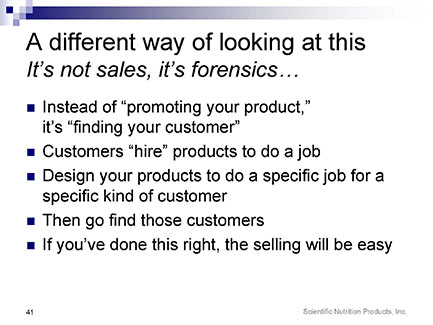 A different way of looking at this
It’s not sales, it’s forensics…
Instead of “promoting your product,”
it’s “finding your customer”
Customers “hire” products to do a job
Design your products to do a specific job for a
specific kind of customer
Then go find those customers
If you’ve done this right, the selling will be easy
41
Scientific Nutrition Products, Inc.